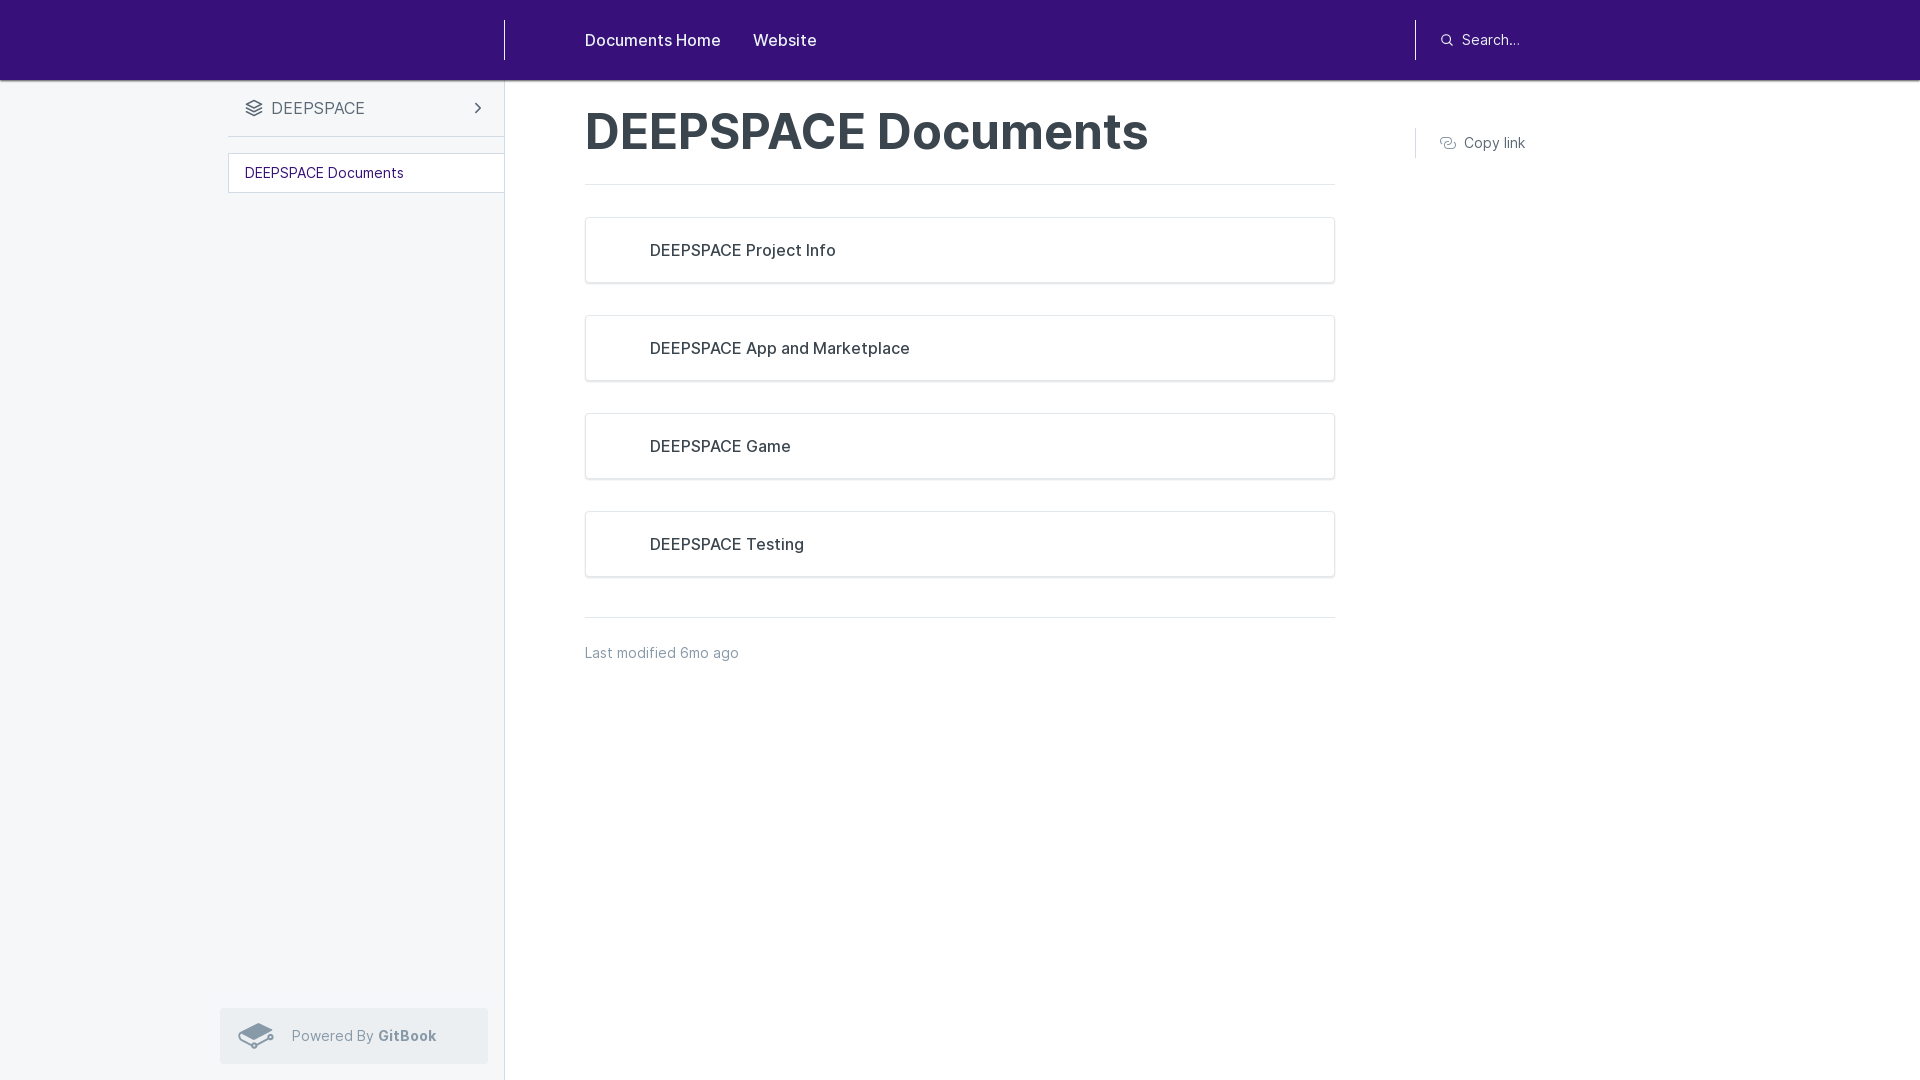 Documents Home
Website
Search...
DEEPSPACE
DEEPSPACE Documents
DEEPSPACE Documents
Copy link
DEEPSPACE Project Info
DEEPSPACE App and Marketplace
DEEPSPACE Game
DEEPSPACE Testing
Last modified 6mo ago
Powered By GitBook